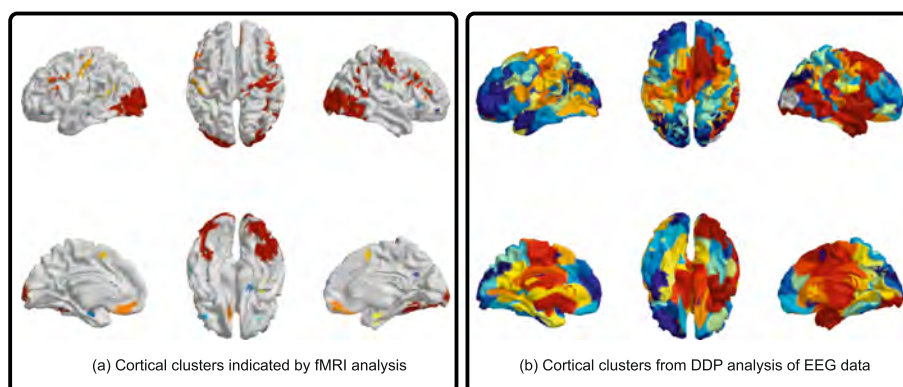 (a) Cortical clusters indicated by fMRI analysis
(b) Cortical clusters from DDP analysis of EEG data